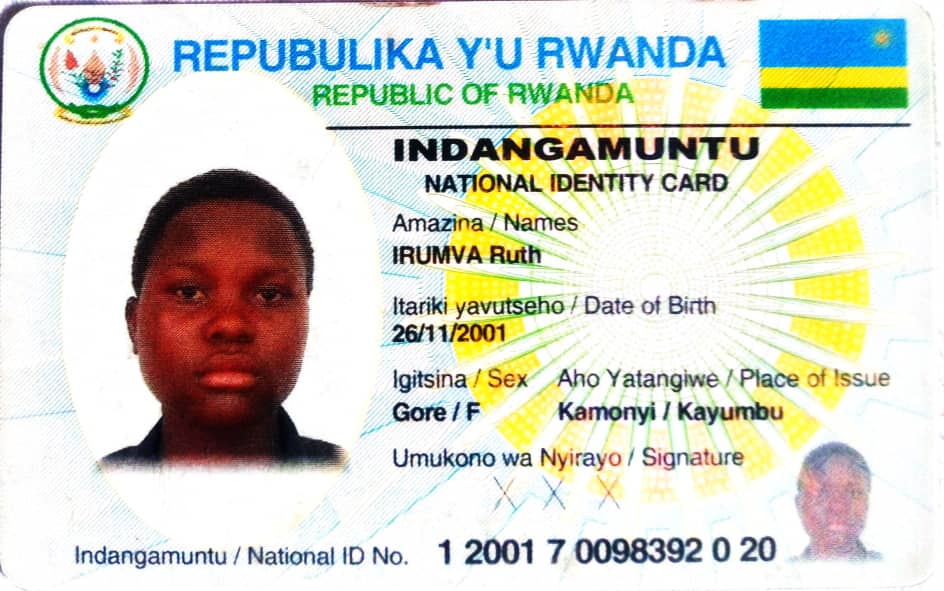 REPUBULIKA Y'U RWANDA
REPUBLIC OF RWANDA
INDANGAMUNTU
NATIONAL IDENTITY CARD
Amazina / Names
IRUMVA Ruth
Itariki yavutseho / Date of Birth
26/11/2001
Igitsina / Sex Aho Yatangiwe / Place of Issue
Gore / F Kamonyi / Kayumbu
Umukono wa Nyirayo / Signature
X X X
Indangamuntu / National ID No. 1 2001 7 0098392 0 20